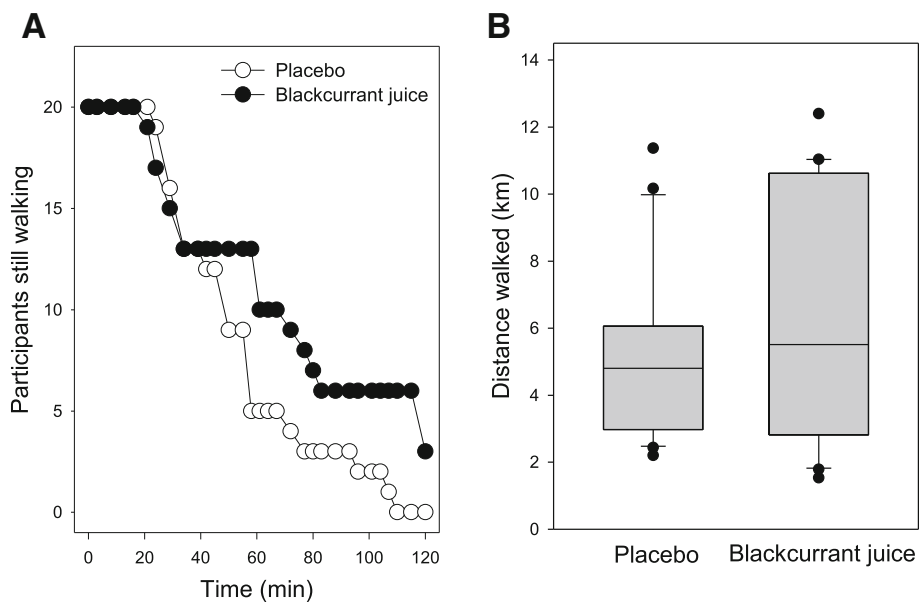 A
Placebo
Blackcurrant juice
20
15
10
5
0
Participants still walking
0 20 40 60 80 100 120
Time (min)
B
14
12
10
8
6
4
2
0
Distance walked (km)
Placebo Blackcurrant juice